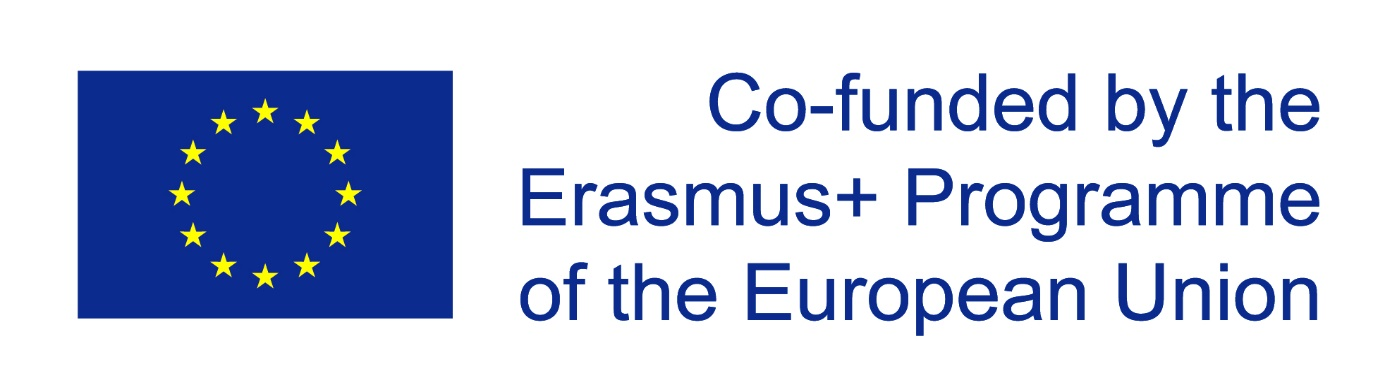 Co-funded by the
Erasmus+ Programme
of the European Union